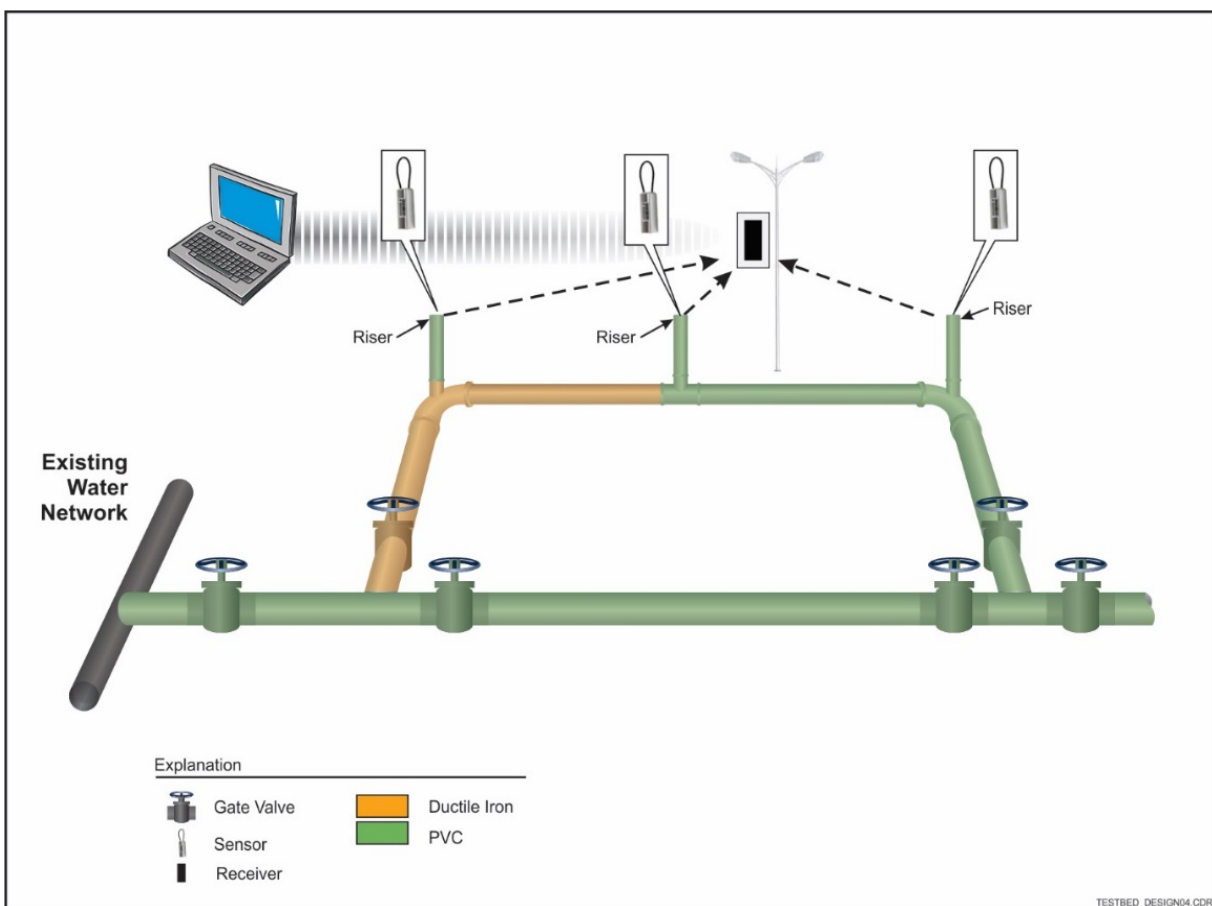 Riser
Riser
Riser
Existing
Water
Network
Explanation
Gate Valve
Sensor
Receiver
Ductile Iron
PVC
TESTBED_DESIGN04.CDR